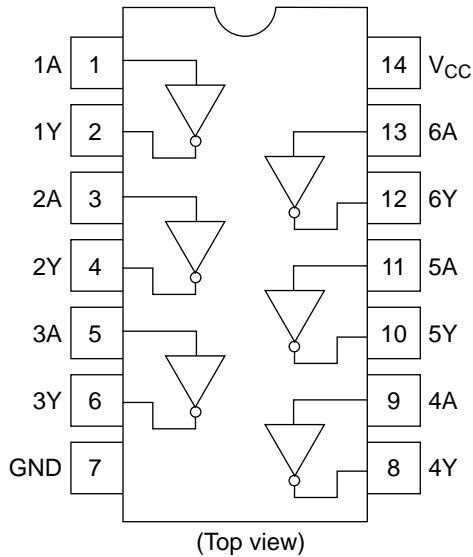 1A 1 14 VCC
1Y 2 13 6A
2A 3 12 6Y
2Y 4 11 5A
3A 5 10 5Y
3Y 6 9 4A
GND 7 8 4Y
(Top view)